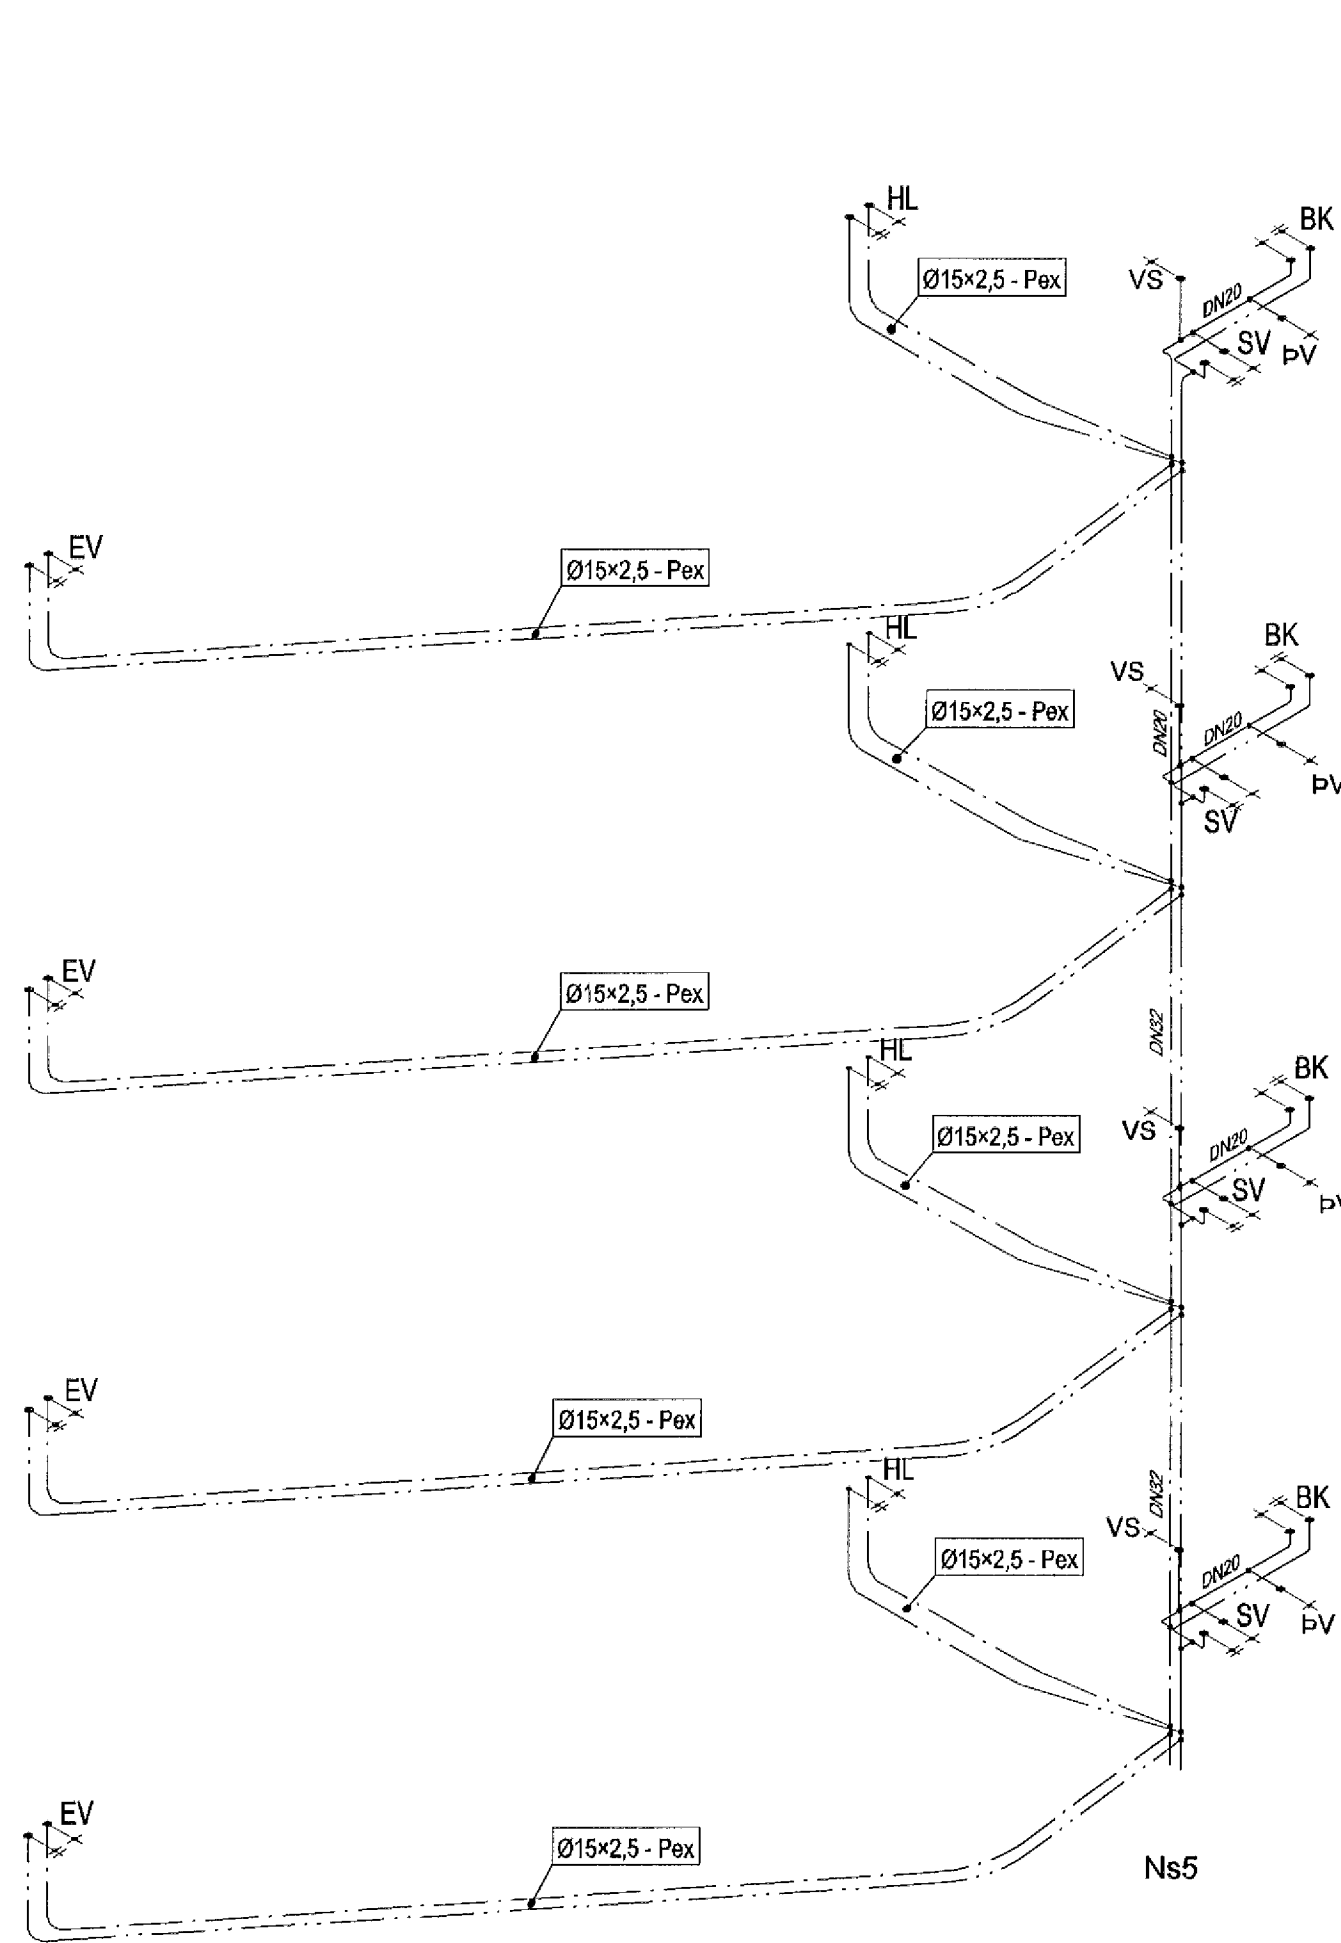 HL
BK
Ø15×2,5 - Pex
VS
DN20
SV
ÞV
EV
Ø15×2,5 - Pex
HL
BK
VS
Ø15×2,5 - Pex
DN20
DN20
ÞV
SV
EV
Ø15×2,5 - Pex
DN32
HL
BK
VS
Ø15×2,5 - Pex
DN20
SV
ÞV
EV
Ø15×2,5 - Pex
HL
DN32
BK
VS
Ø15×2,5 - Pex
DN20
SV
ÞV
EV
Ø15×2,5 - Pex
Ns5